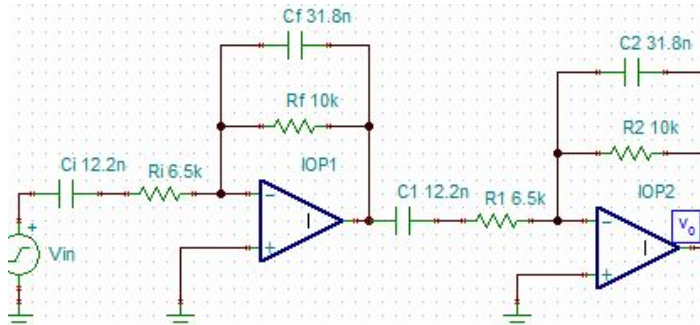 Cf 31.8n
C2 31.8n
Rf 10k
R2 10k
IOP1
Ci 12.2n
Ri 6.5k
C1 12.2n
R1 6.5k
IOP2
−
−
I
I
+
+
+
Vin
Vo